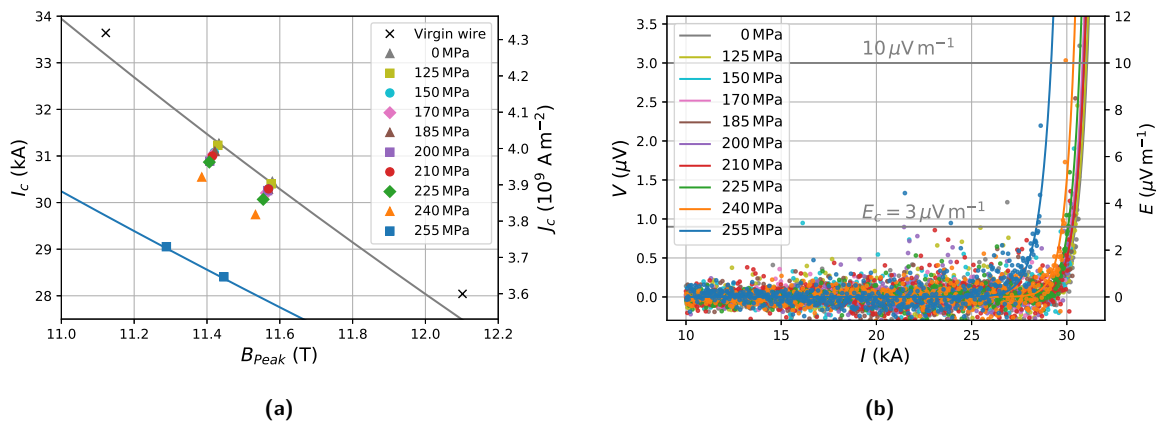 34
33
32
31
30
29
28
I_c (kA)
11.0 11.2 11.4 11.6 11.8 12.0 12.2
B_Peak (T)
4.3
4.2
4.1
4.0
3.9
3.8
3.7
3.6
J_c (10⁹ A m⁻²)
Virgin wire
0 MPa
125 MPa
150 MPa
170 MPa
185 MPa
200 MPa
210 MPa
225 MPa
240 MPa
255 MPa
(a)
3.5
3.0
2.5
2.0
1.5
1.0
0.5
0.0
V (µV)
0 MPa
125 MPa
150 MPa
170 MPa
185 MPa
200 MPa
210 MPa
225 MPa
240 MPa
255 MPa
10 µV m⁻¹
E_c = 3 µV m⁻¹
10 15 20 25 30
I (kA)
12
10
8
6
4
2
0
E (µV m⁻¹)
(b)